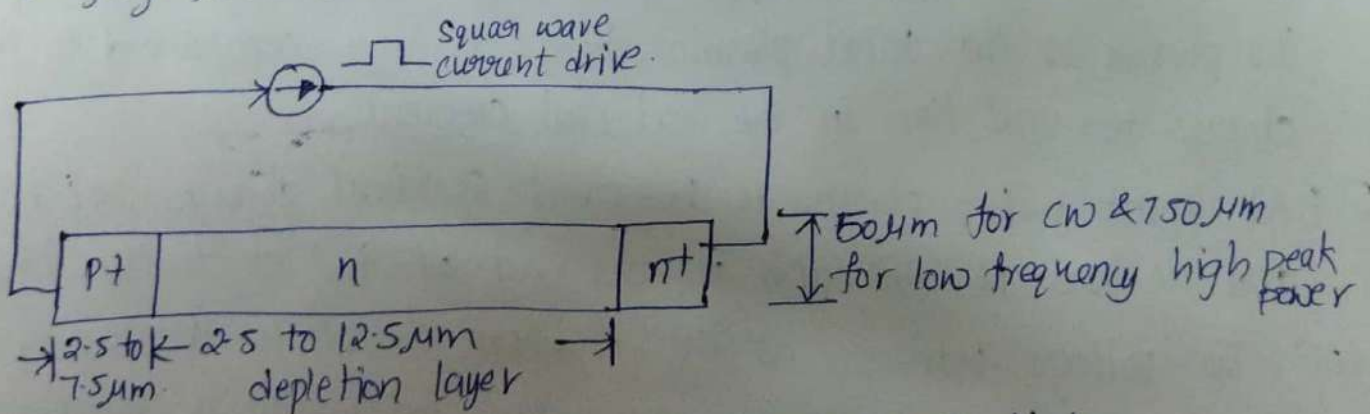 squar wave
current drive.
50μm for CW & 750μm
for low frequency high peak
power
p+
n
n+
2.5 to
7.5μm.
2.5 to 12.5μm
depletion layer